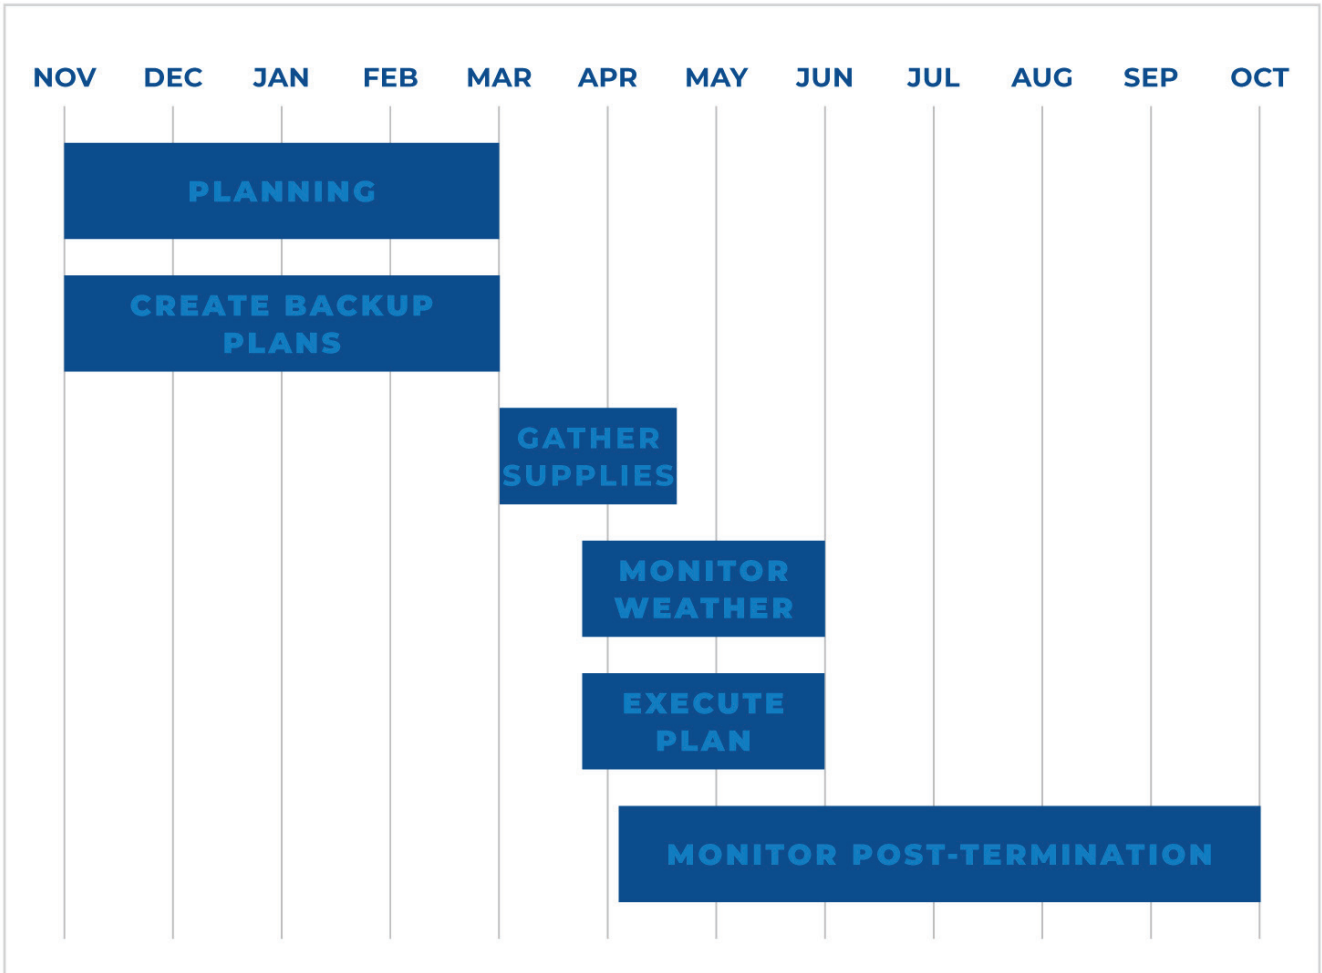 NOV DEC JAN FEB MAR APR MAY JUN JUL AUG SEP OCT
PLANNING
CREATE BACKUP
PLANS
GATHER
SUPPLIES
MONITOR
WEATHER
EXECUTE
PLAN
MONITOR POST-TERMINATION